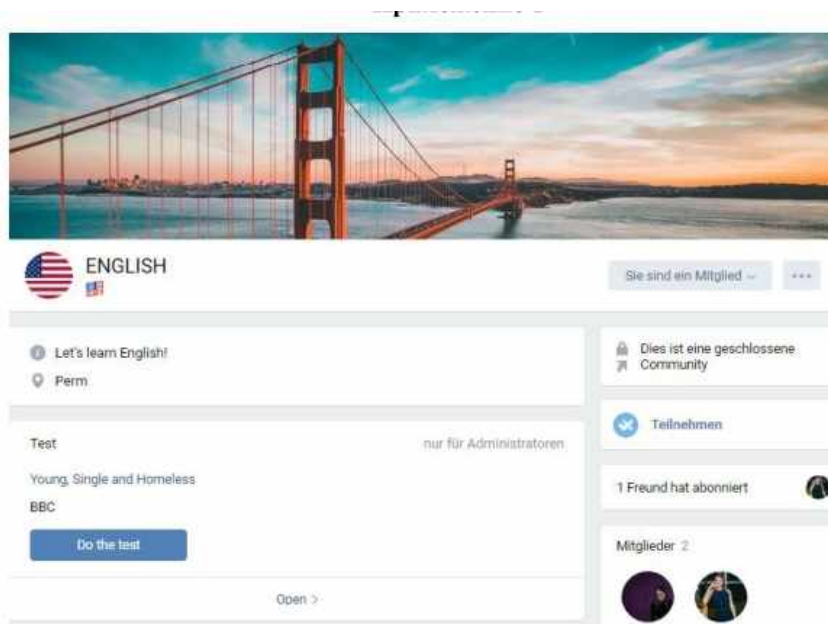 ENGLISH
Sie sind ein Mitglied
Let's learn English!
Perm
Dies ist eine geschlossene
Community
Test
nur für Administratoren
Teilnehmen
Young, Single and Homeless
BBC
1 Freund hat abonniert
Do the test
Mitglieder 2
Open >